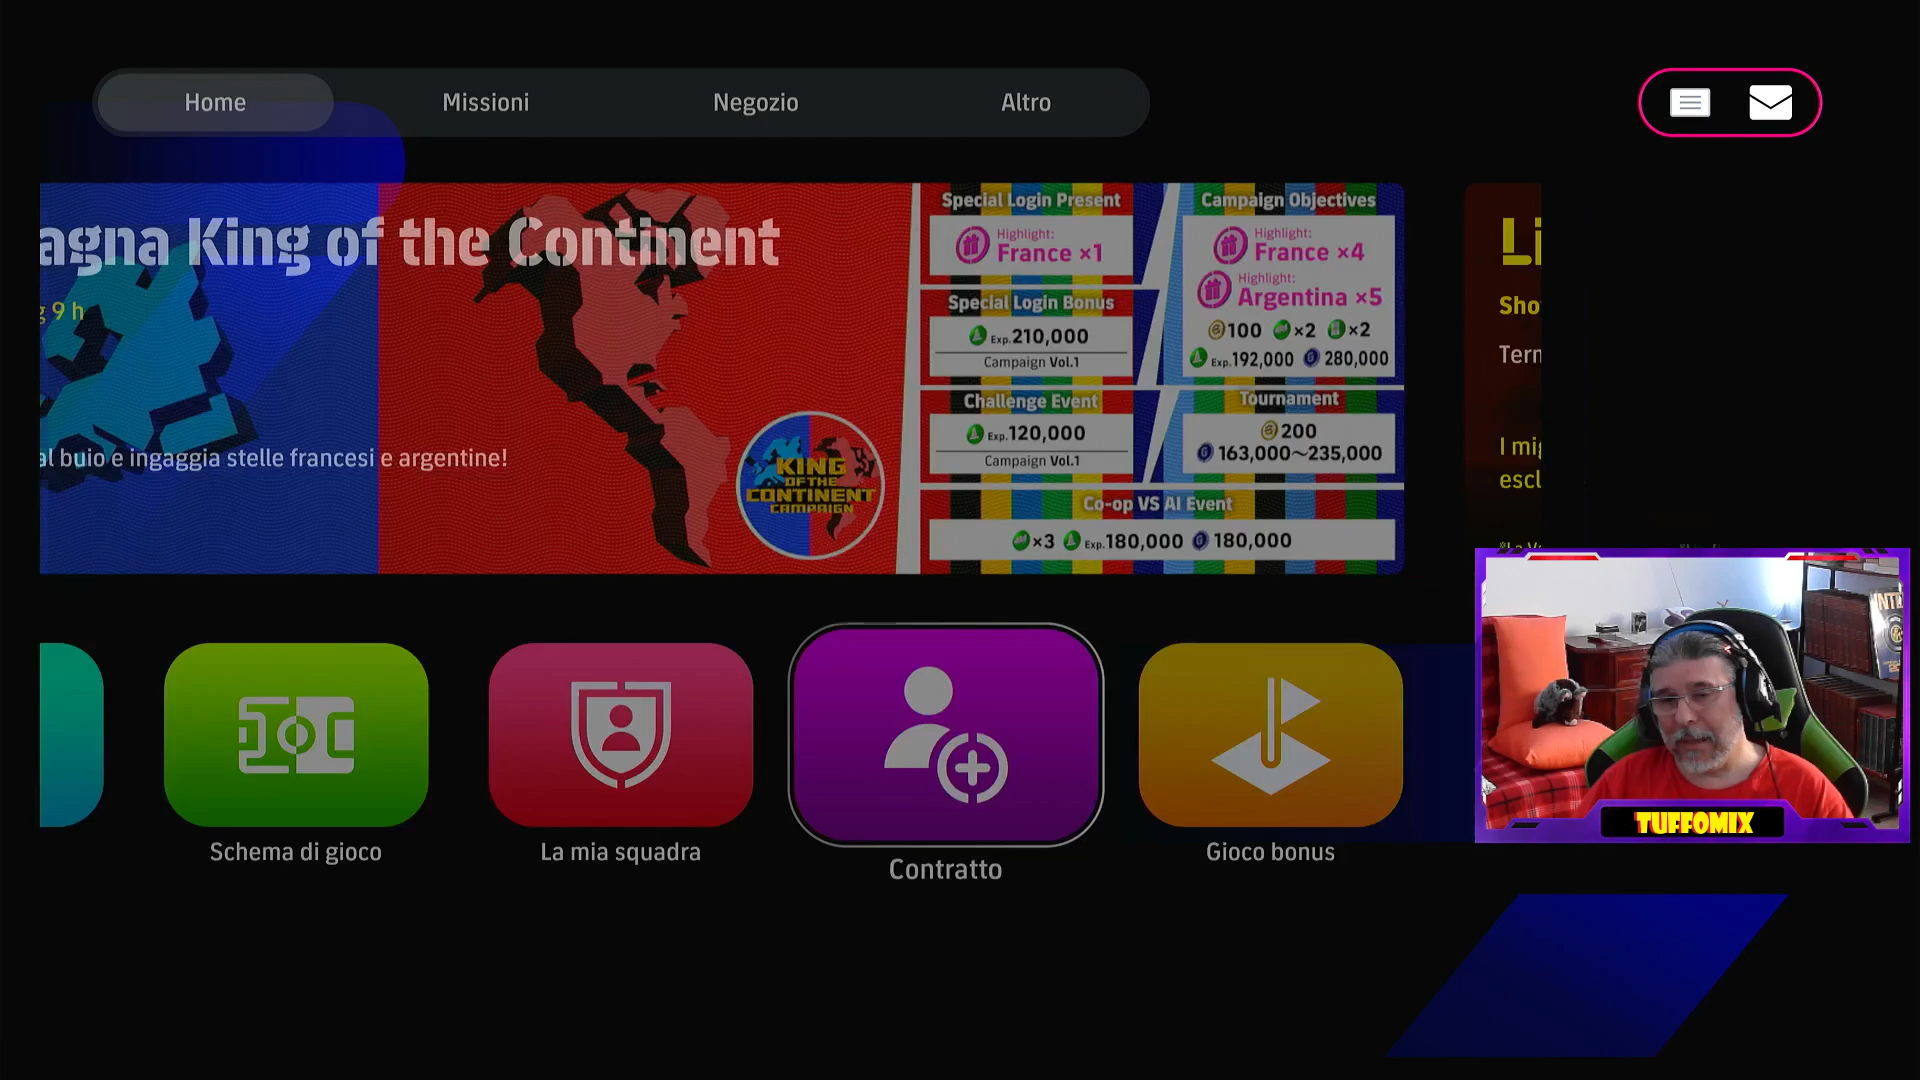 Home
Missioni
Negozio
Altro
agna King of the Continent
g 9 h
al buio e ingaggia stelle francesi e argentine!
KING
OF THE
CONTINENT
CAMPAIGN
Special Login Present
Highlight:
France ×1
Special Login Bonus
Exp.210,000
Campaign Vol.1
Challenge Event
Exp.120,000
Campaign Vol.1
Campaign Objectives
Highlight:
France ×4
Highlight:
Argentina ×5
100 ×2 ×2
Exp.192,000 280,000
Tournament
200
163,000~235,000
Co-op VS AI Event
×3 Exp.180,000 180,000
Li
Sho
Tern
I mig
escl
Schema di gioco
La mia squadra
Contratto
Gioco bonus
TUFFOMIX